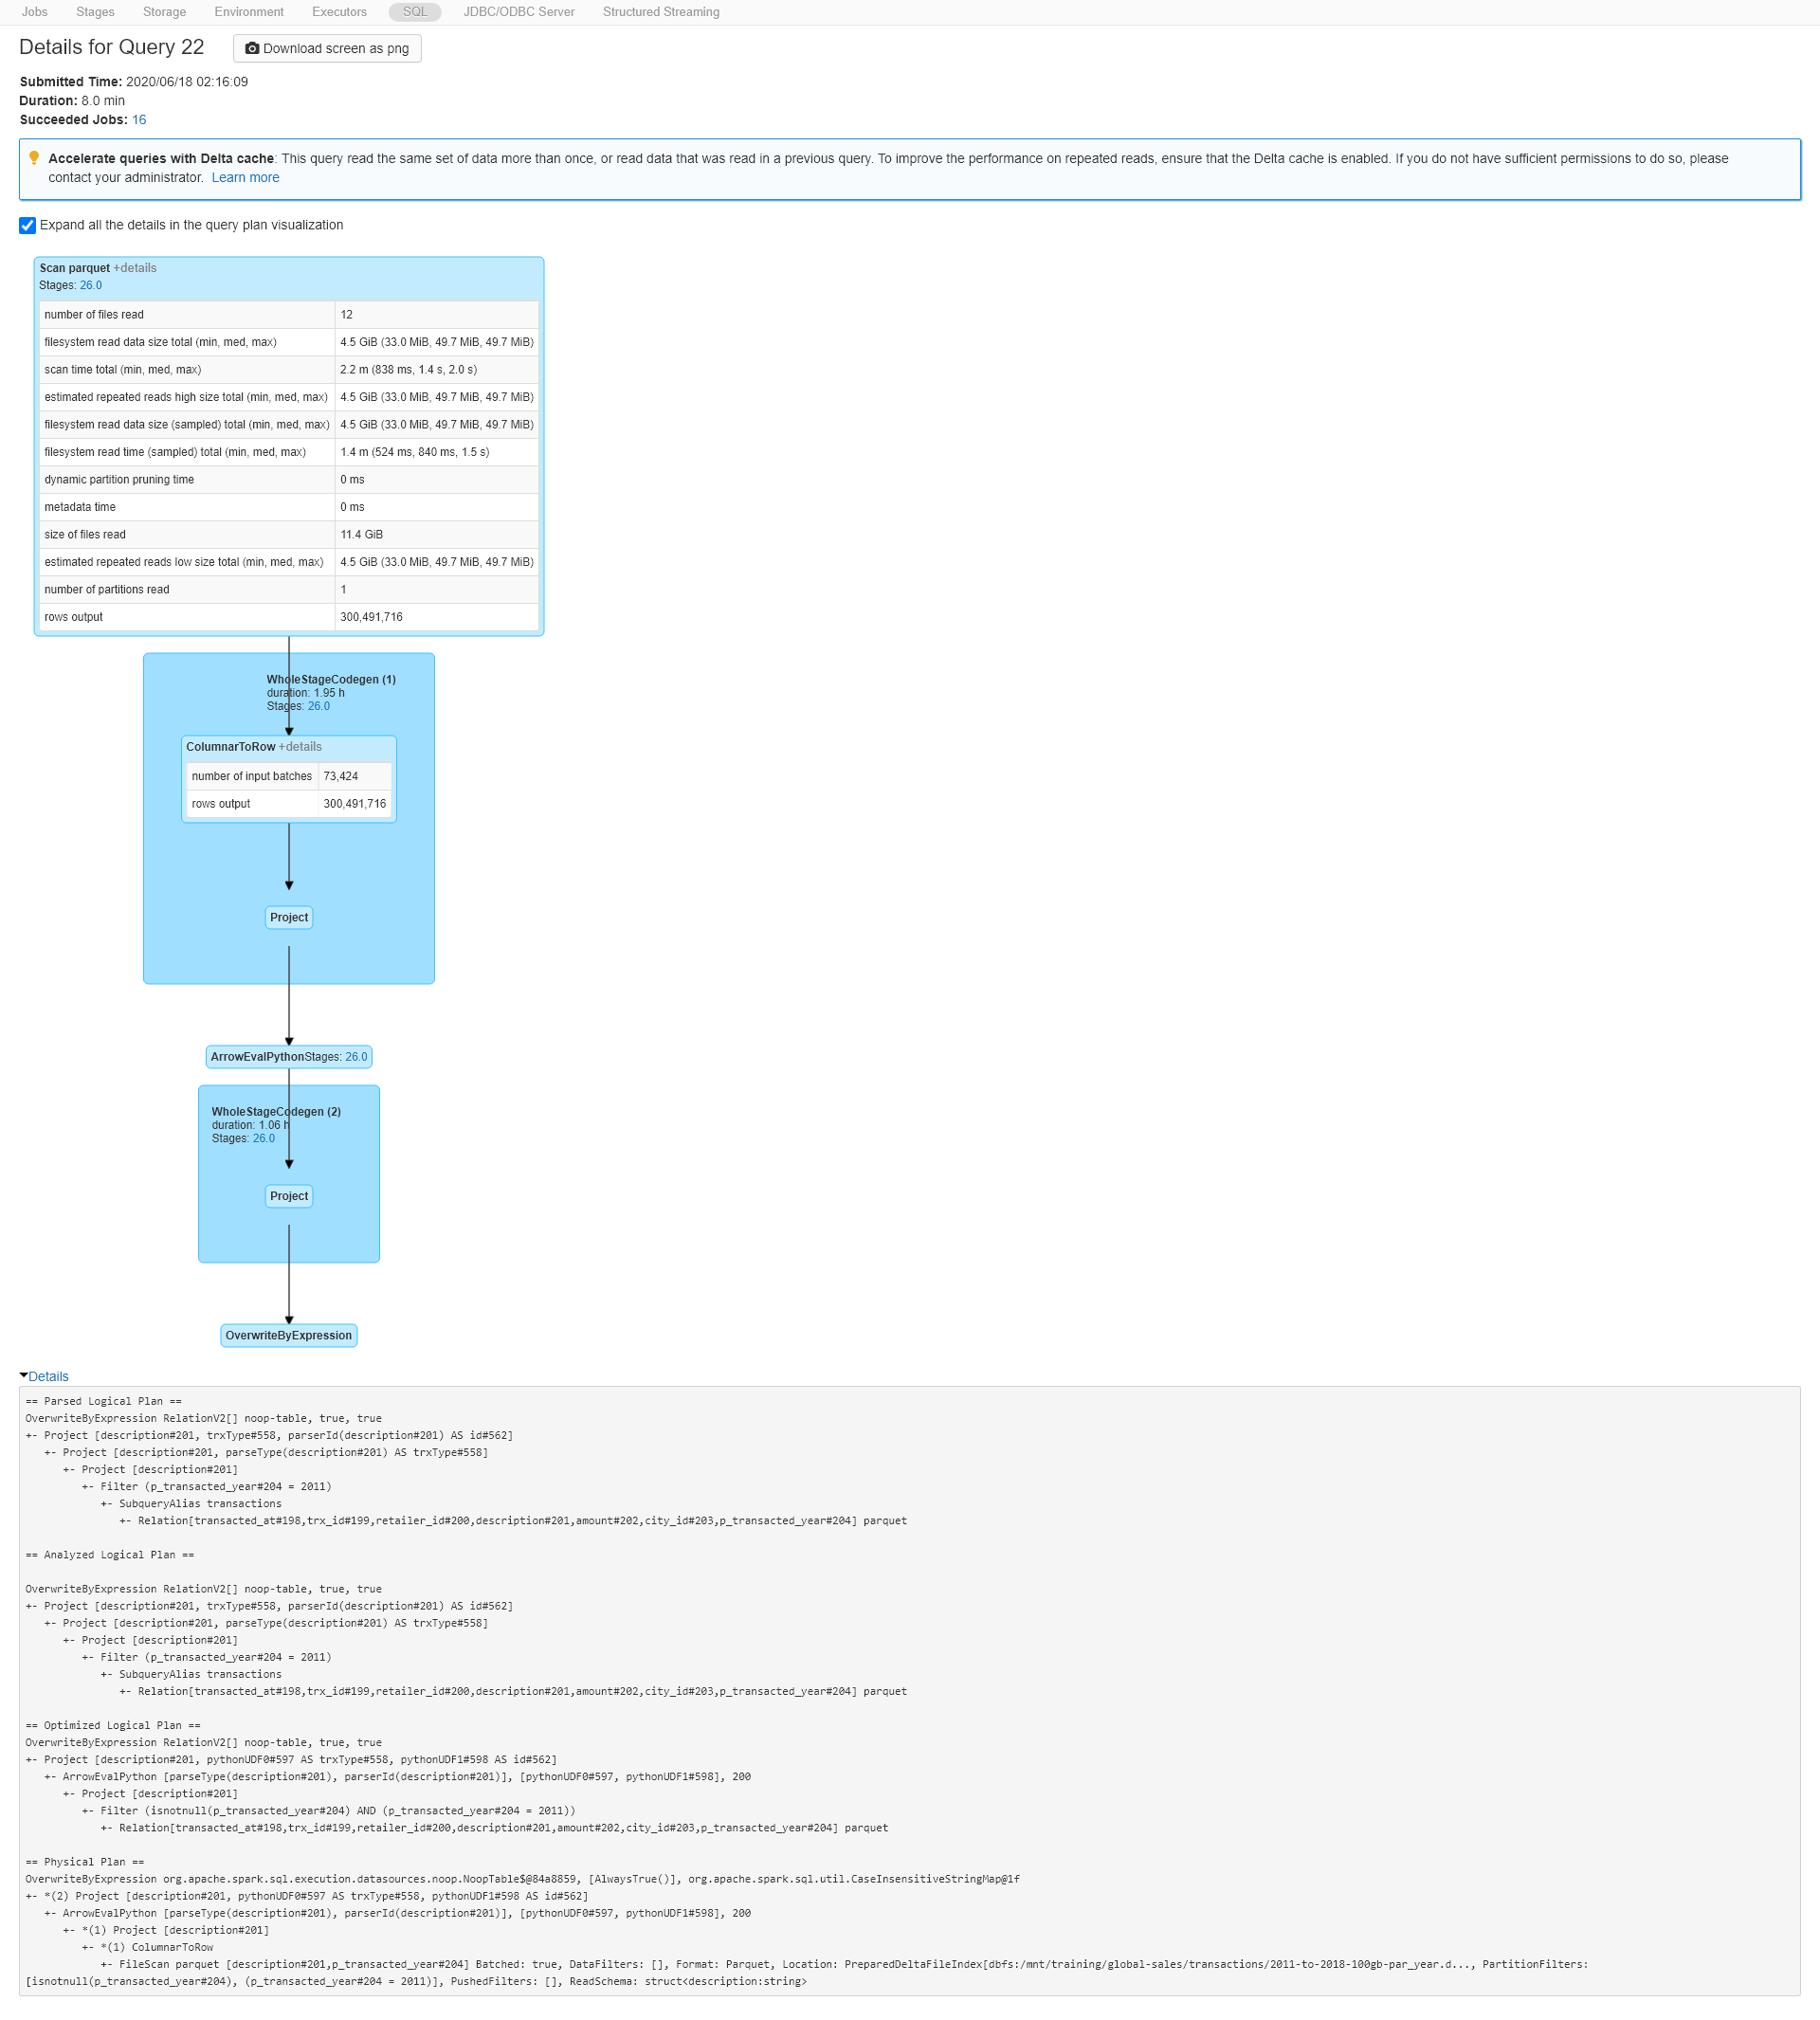 Jobs Stages Storage Environment Executors SQL JDBC/ODBC Server Structured Streaming
Details for Query 22 Download screen as png
Submitted Time: 2020/06/18 02:16:09
Duration: 8.0 min
Succeeded Jobs: 16
Accelerate queries with Delta cache: This query read the same set of data more than once, or read data that was read in a previous query. To improve the performance on repeated reads, ensure that the Delta cache is enabled. If you do not have sufficient permissions to do so, please
contact your administrator. Learn more
Expand all the details in the query plan visualization
Scan parquet +details
Stages: 26.0
number of files read 12
filesystem read data size total (min, med, max) 4.5 GiB (33.0 MiB, 49.7 MiB, 49.7 MiB)
scan time total (min, med, max) 2.2 m (838 ms, 1.4 s, 2.0 s)
estimated repeated reads high size total (min, med, max) 4.5 GiB (33.0 MiB, 49.7 MiB, 49.7 MiB)
filesystem read data size (sampled) total (min, med, max) 4.5 GiB (33.0 MiB, 49.7 MiB, 49.7 MiB)
filesystem read time (sampled) total (min, med, max) 1.4 m (524 ms, 840 ms, 1.5 s)
dynamic partition pruning time 0 ms
metadata time 0 ms
size of files read 11.4 GiB
estimated repeated reads low size total (min, med, max) 4.5 GiB (33.0 MiB, 49.7 MiB, 49.7 MiB)
number of partitions read 1
rows output 300,491,716
WholeStageCodegen (1)
duration: 1.95 h
Stages: 26.0
ColumnarToRow +details
number of input batches 73,424
rows output 300,491,716
Project
ArrowEvalPythonStages: 26.0
WholeStageCodegen (2)
duration: 1.06 h
Stages: 26.0
Project
OverwriteByExpression
Details
== Parsed Logical Plan ==
OverwriteByExpression RelationV2[] noop-table, true, true
+- Project [description#201, trxType#558, parserId(description#201) AS id#562]
   +- Project [description#201, parseType(description#201) AS trxType#558]
      +- Project [description#201]
         +- Filter (p_transacted_year#204 = 2011)
            +- SubqueryAlias transactions
               +- Relation[transacted_at#198,trx_id#199,retailer_id#200,description#201,amount#202,city_id#203,p_transacted_year#204] parquet
== Analyzed Logical Plan ==
OverwriteByExpression RelationV2[] noop-table, true, true
+- Project [description#201, trxType#558, parserId(description#201) AS id#562]
   +- Project [description#201, parseType(description#201) AS trxType#558]
      +- Project [description#201]
         +- Filter (p_transacted_year#204 = 2011)
            +- SubqueryAlias transactions
               +- Relation[transacted_at#198,trx_id#199,retailer_id#200,description#201,amount#202,city_id#203,p_transacted_year#204] parquet
== Optimized Logical Plan ==
OverwriteByExpression RelationV2[] noop-table, true, true
+- Project [description#201, pythonUDF0#597 AS trxType#558, pythonUDF1#598 AS id#562]
   +- ArrowEvalPython [parseType(description#201), parserId(description#201)], [pythonUDF0#597, pythonUDF1#598], 200
      +- Project [description#201]
         +- Filter (isnotnull(p_transacted_year#204) AND (p_transacted_year#204 = 2011))
            +- Relation[transacted_at#198,trx_id#199,retailer_id#200,description#201,amount#202,city_id#203,p_transacted_year#204] parquet
== Physical Plan ==
OverwriteByExpression org.apache.spark.sql.execution.datasources.noop.NoopTable$@84a8859, [AlwaysTrue()], org.apache.spark.sql.util.CaseInsensitiveStringMap@1f
+- *(2) Project [description#201, pythonUDF0#597 AS trxType#558, pythonUDF1#598 AS id#562]
   +- ArrowEvalPython [parseType(description#201), parserId(description#201)], [pythonUDF0#597, pythonUDF1#598], 200
      +- *(1) Project [description#201]
         +- *(1) ColumnarToRow
            +- FileScan parquet [description#201,p_transacted_year#204] Batched: true, DataFilters: [], Format: Parquet, Location: PreparedDeltaFileIndex[dbfs:/mnt/training/global-sales/transactions/2011-to-2018-100gb-par_year.d..., PartitionFilters:
[isnotnull(p_transacted_year#204), (p_transacted_year#204 = 2011)], PushedFilters: [], ReadSchema: struct<description:string>